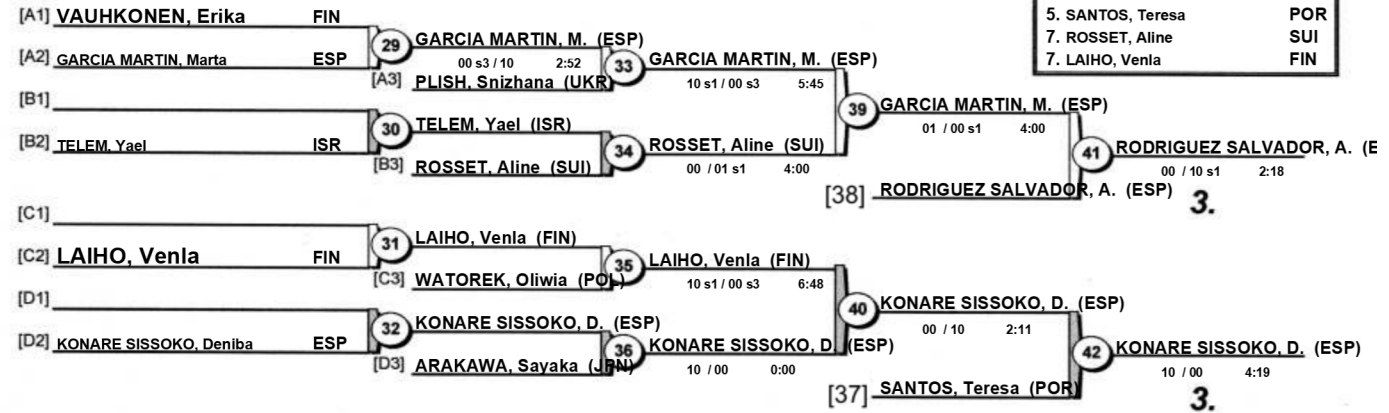 5. SANTOS, Teresa POR
7. ROSSET, Aline SUI
7. LAIHO, Venla FIN
[A1] VAUHKONEN, Erika FIN
[A2] GARCIA MARTIN, Marta ESP
29 GARCIA MARTIN, M. (ESP)
00 s3 / 10 2:52
[A3] PLISH, Snizhana (UKR)
33 GARCIA MARTIN, M. (ESP)
10 s1 / 00 s3 5:45
[B1]
[B2] TELEM, Yael ISR
30 TELEM, Yael (ISR)
[B3] ROSSET, Aline (SUI)
34 ROSSET, Aline (SUI)
00 / 01 s1 4:00
39 GARCIA MARTIN, M. (ESP)
01 / 00 s1 4:00
[38] RODRIGUEZ SALVADOR, A. (ESP)
41 RODRIGUEZ SALVADOR, A. (E
00 / 10 s1 2:18
3.
[C1]
[C2] LAIHO, Venla FIN
31 LAIHO, Venla (FIN)
[C3] WATOREK, Oliwia (POL)
35 LAIHO, Venla (FIN)
10 s1 / 00 s3 6:48
[D1]
[D2] KONARE SISSOKO, Deniba ESP
32 KONARE SISSOKO, D. (ESP)
[D3] ARAKAWA, Sayaka (JPN)
36 KONARE SISSOKO, D. (ESP)
10 / 00 0:00
40 KONARE SISSOKO, D. (ESP)
00 / 10 2:11
[37] SANTOS, Teresa (POR)
42 KONARE SISSOKO, D. (ESP)
10 / 00 4:19
3.